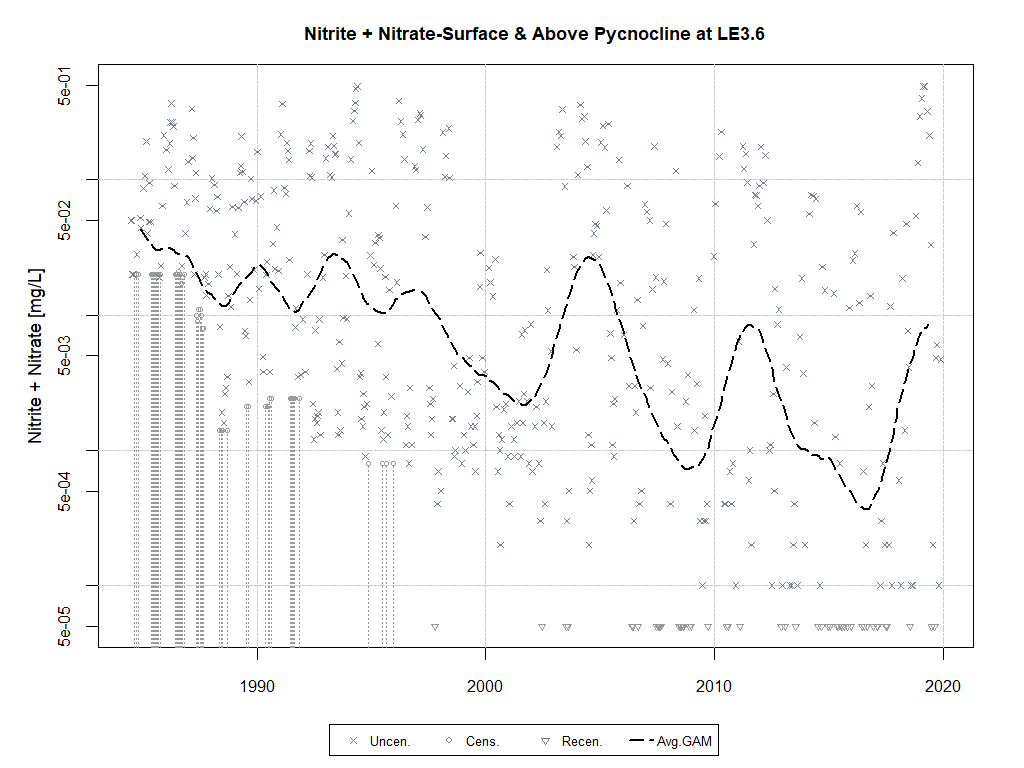 Nitrite + Nitrate-Surface & Above Pycnocline at LE3.6
Nitrite + Nitrate [mg/L]
5e-01
5e-02
5e-03
5e-04
5e-05
1990 2000 2010 2020
Uncen. Cens. Recen. Avg.GAM